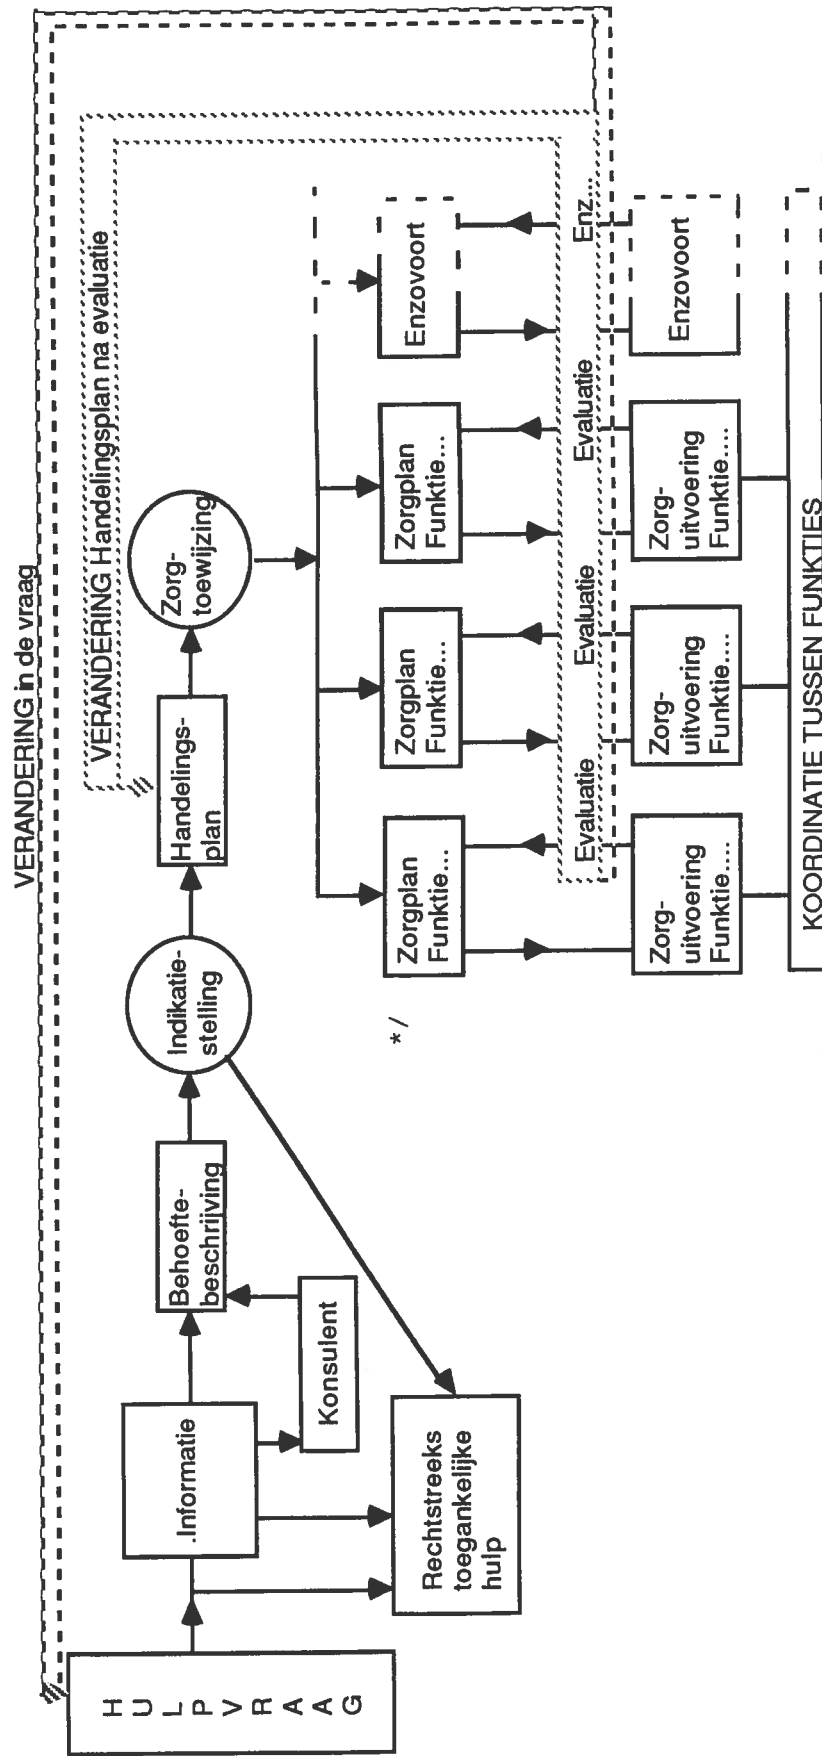 VERANDERING in de vraag
VERANDERING Handelingsplan na evaluatie
H
U
L
P
V
R
A
A
G
.Informatie
Konsulent
Rechtstreeks
toegankelijke
hulp
Behoefte-
beschrijving
Indikatie-
stelling
Handelings-
plan
Zorg-
toewijzing
*/
Zorgplan
Funktie...
Zorgplan
Funktie...
Zorgplan
Funktie...
Enzovoort
Evaluatie
Evaluatie
Evaluatie
Enz...
Zorg-
uitvoering
Funktie....
Zorg-
uitvoering
Funktie....
Zorg-
uitvoering
Funktie....
Enzovoort
KOORDINATIE TUSSEN FUNKTIES